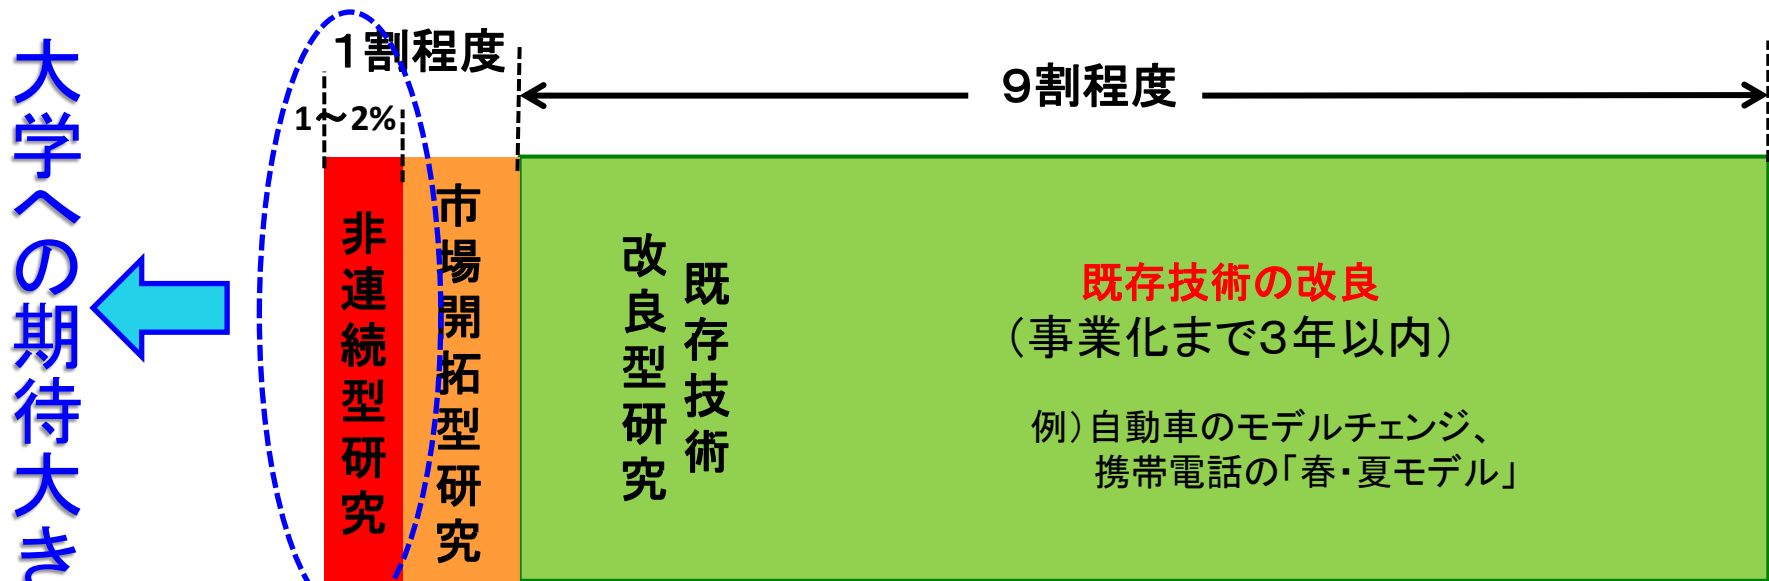 大学への期待大き
1割程度
1～2%
9割程度
非連続型研究
市場開拓型研究
既存技術
改良型研究
既存技術の改良
（事業化まで3年以内）
例）自動車のモデルチェンジ、
携帯電話の「春・夏モデル」